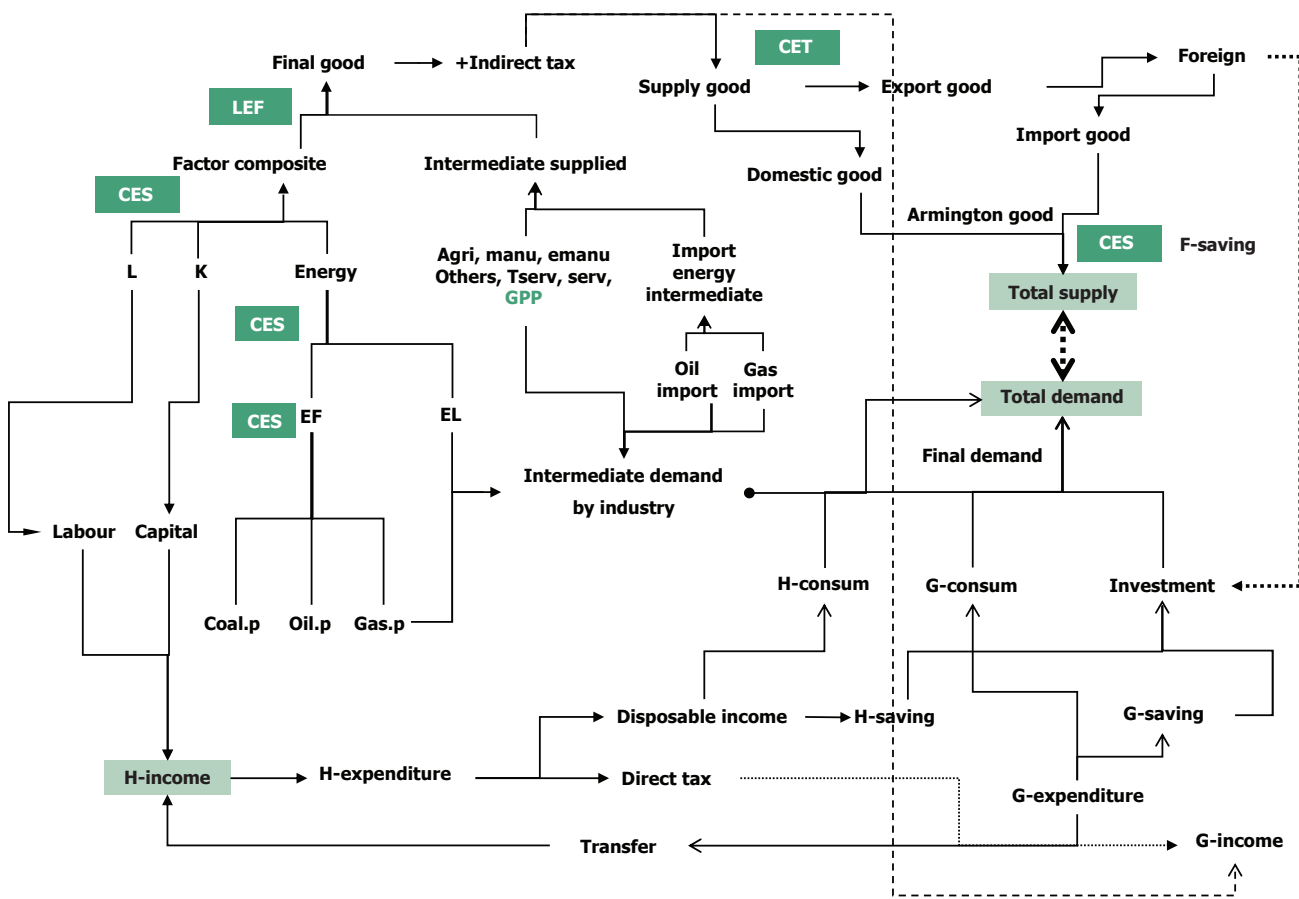 CET
Final good
+Indirect tax
Foreign
Supply good
Export good
LEF
Import good
Factor composite
Intermediate supplied
Domestic good
CES
Armington good
CES
F-saving
L
K
Energy
Agri, manu, emanu
Others, Tserv, serv,
GPP
Import
energy
intermediate
Total supply
CES
Oil
import
Gas
import
Total demand
CES
EF
EL
Final demand
Intermediate demand
by industry
Labour
Capital
H-consum
G-consum
Investment
Coal.p
Oil.p
Gas.p
Disposable income
H-saving
G-saving
H-income
H-expenditure
Direct tax
G-expenditure
Transfer
G-income